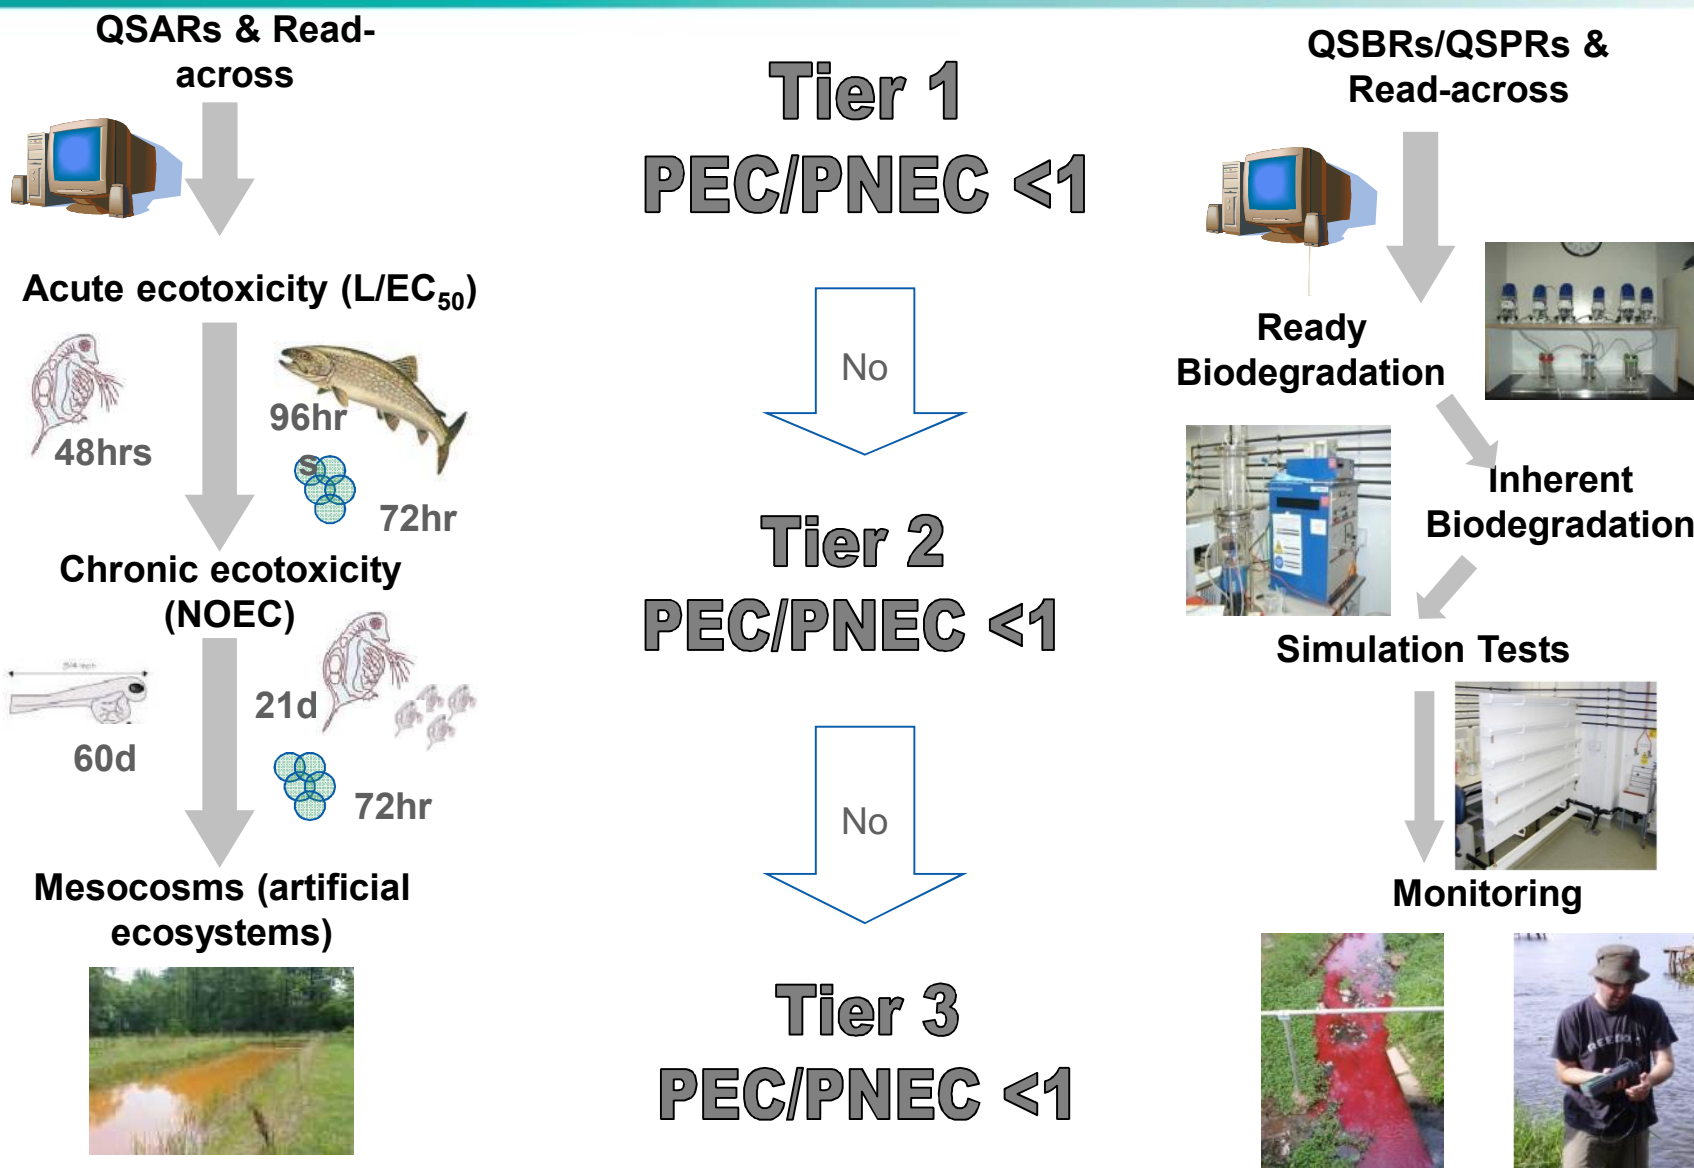 QSARs & Read-
across
Acute ecotoxicity (L/EC50)
48hrs
96hr
s
72hr
Chronic ecotoxicity
(NOEC)
21d
60d
72hr
Mesocosms (artificial
ecosystems)
Tier 1
PEC/PNEC <1
No
Tier 2
PEC/PNEC <1
No
Tier 3
PEC/PNEC <1
QSBRs/QSPRs &
Read-across
Ready
Biodegradation
Inherent
Biodegradation
Simulation Tests
Monitoring